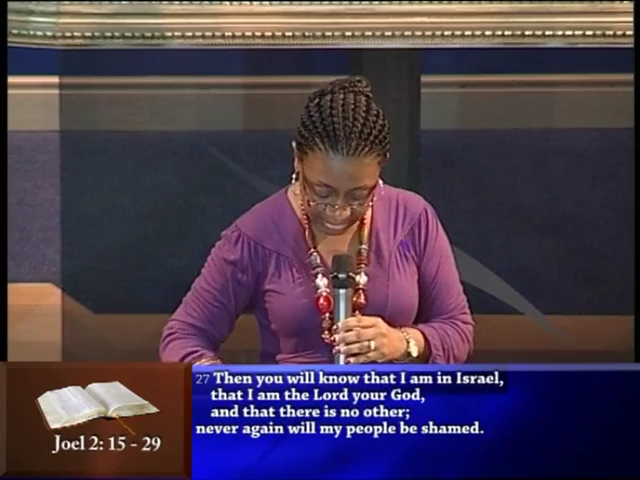 27 Then you will know that I am in Israel,
that I am the Lord your God,
and that there is no other;
never again will my people be shamed.
Joel 2: 15 - 29